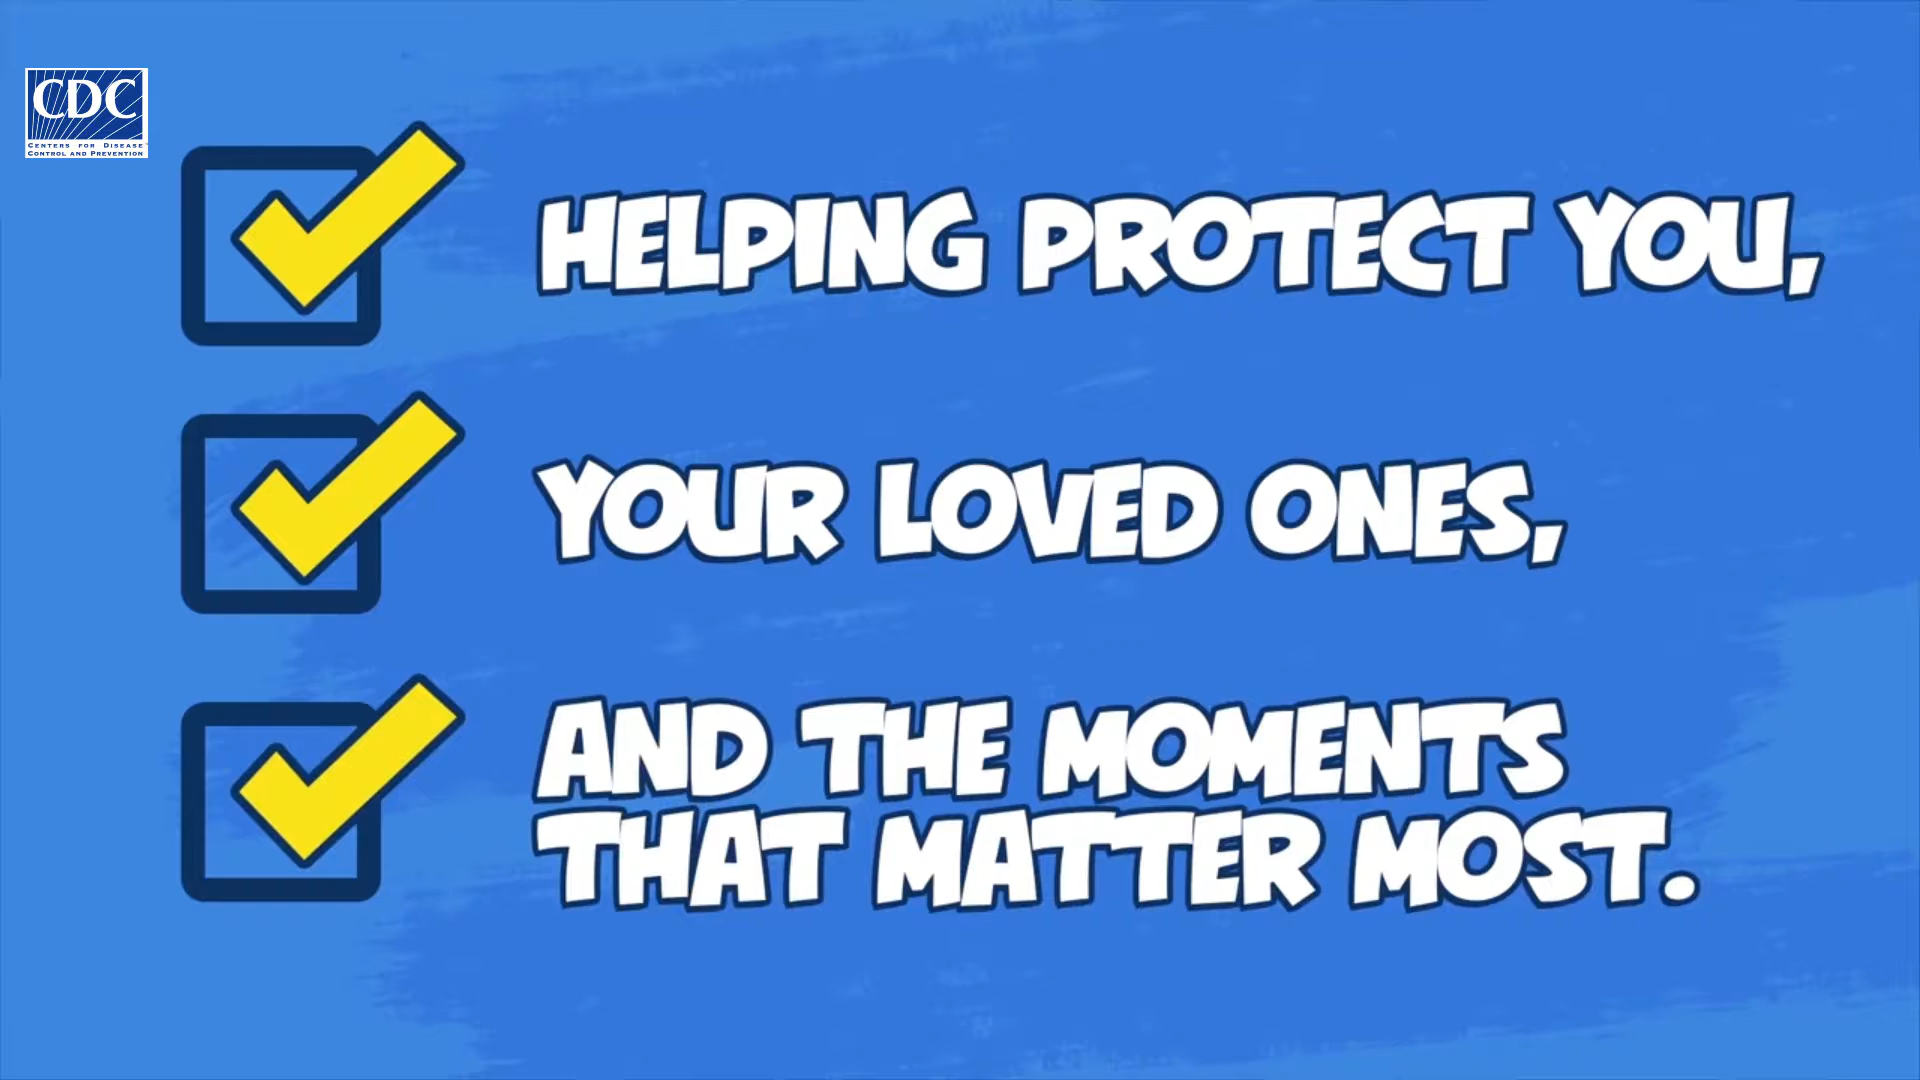 CDC
CENTERS FOR DISEASE
CONTROL AND PREVENTION
HELPING PROTECT YOU,
YOUR LOVED ONES,
AND THE MOMENTS
THAT MATTER MOST.